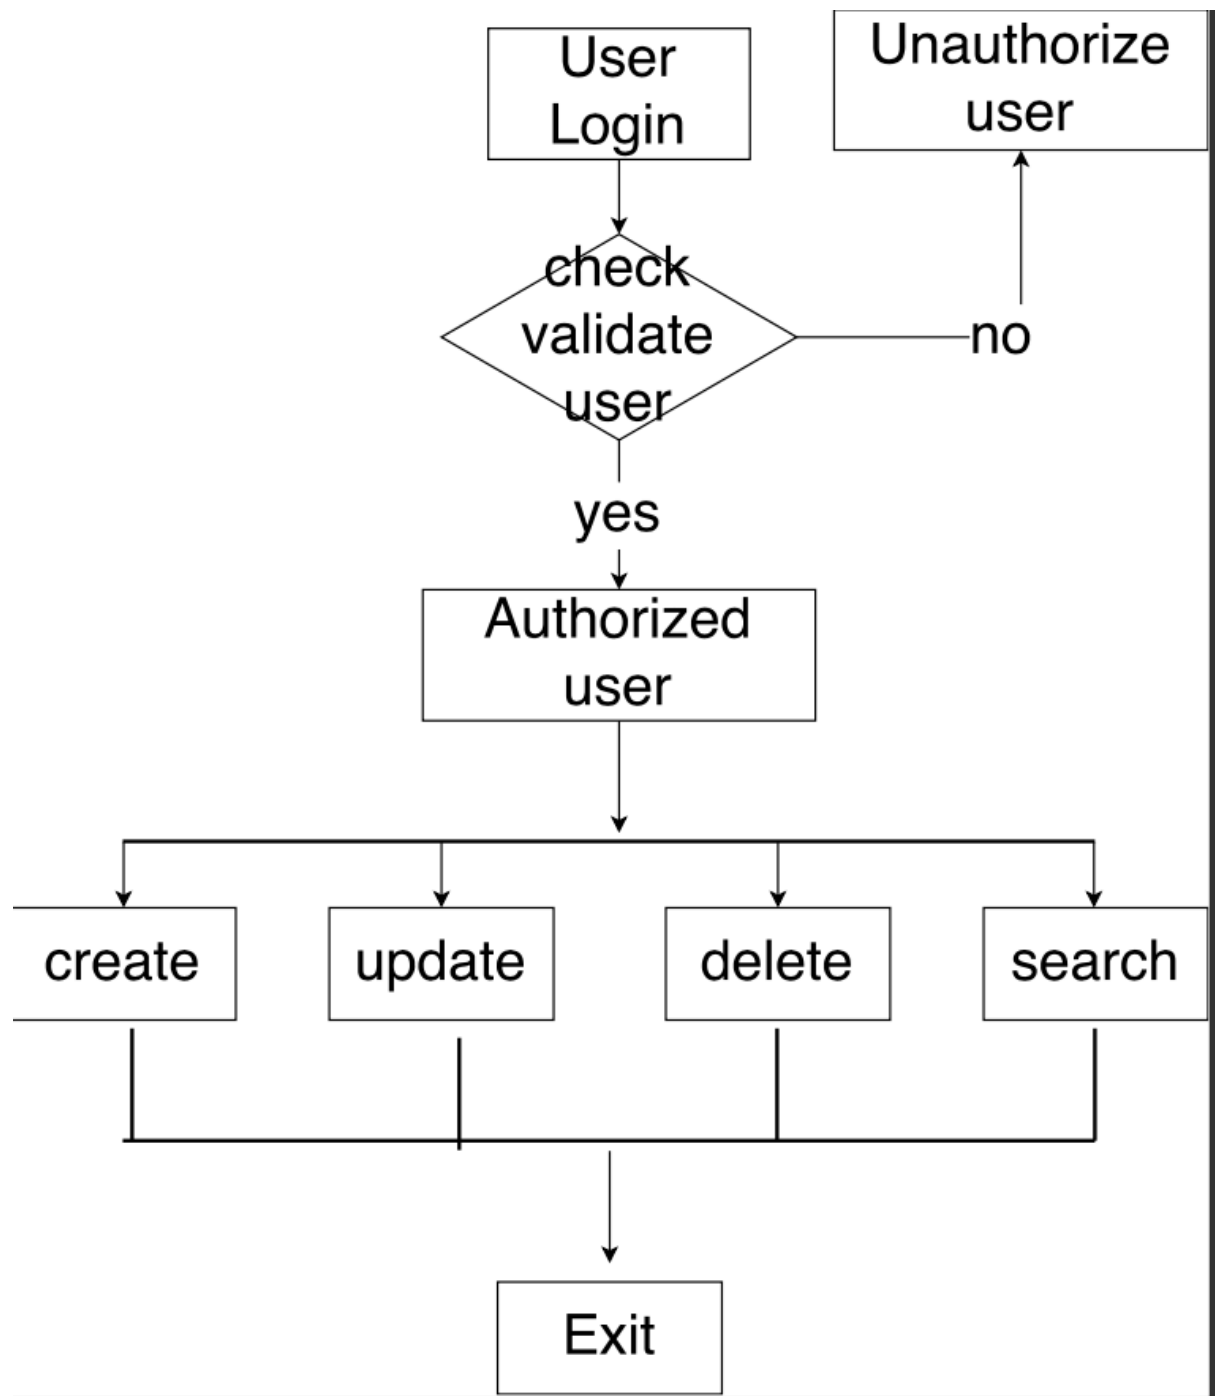 User
Login
Unauthorize
user
check
validate
user
no
yes
Authorized
user
create
update
delete
search
Exit